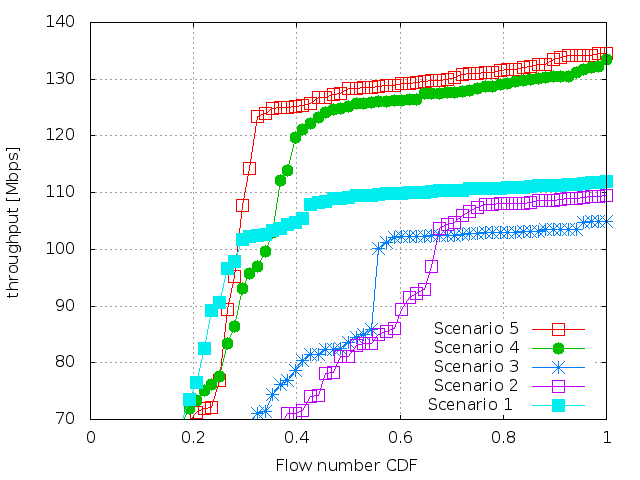 140
130
120
110
100
90
80
70
throughput [Mbps]
Scenario 5
Scenario 4
Scenario 3
Scenario 2
Scenario 1
0
0.2
0.4
0.6
0.8
1
Flow number CDF